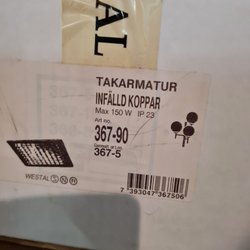 AL
TAKARMATUR
INFÄLLD KOPPAR
Max 150 W IP 23
Art no.
367-90
367-5
WESTAL S N R
7 393047 367506